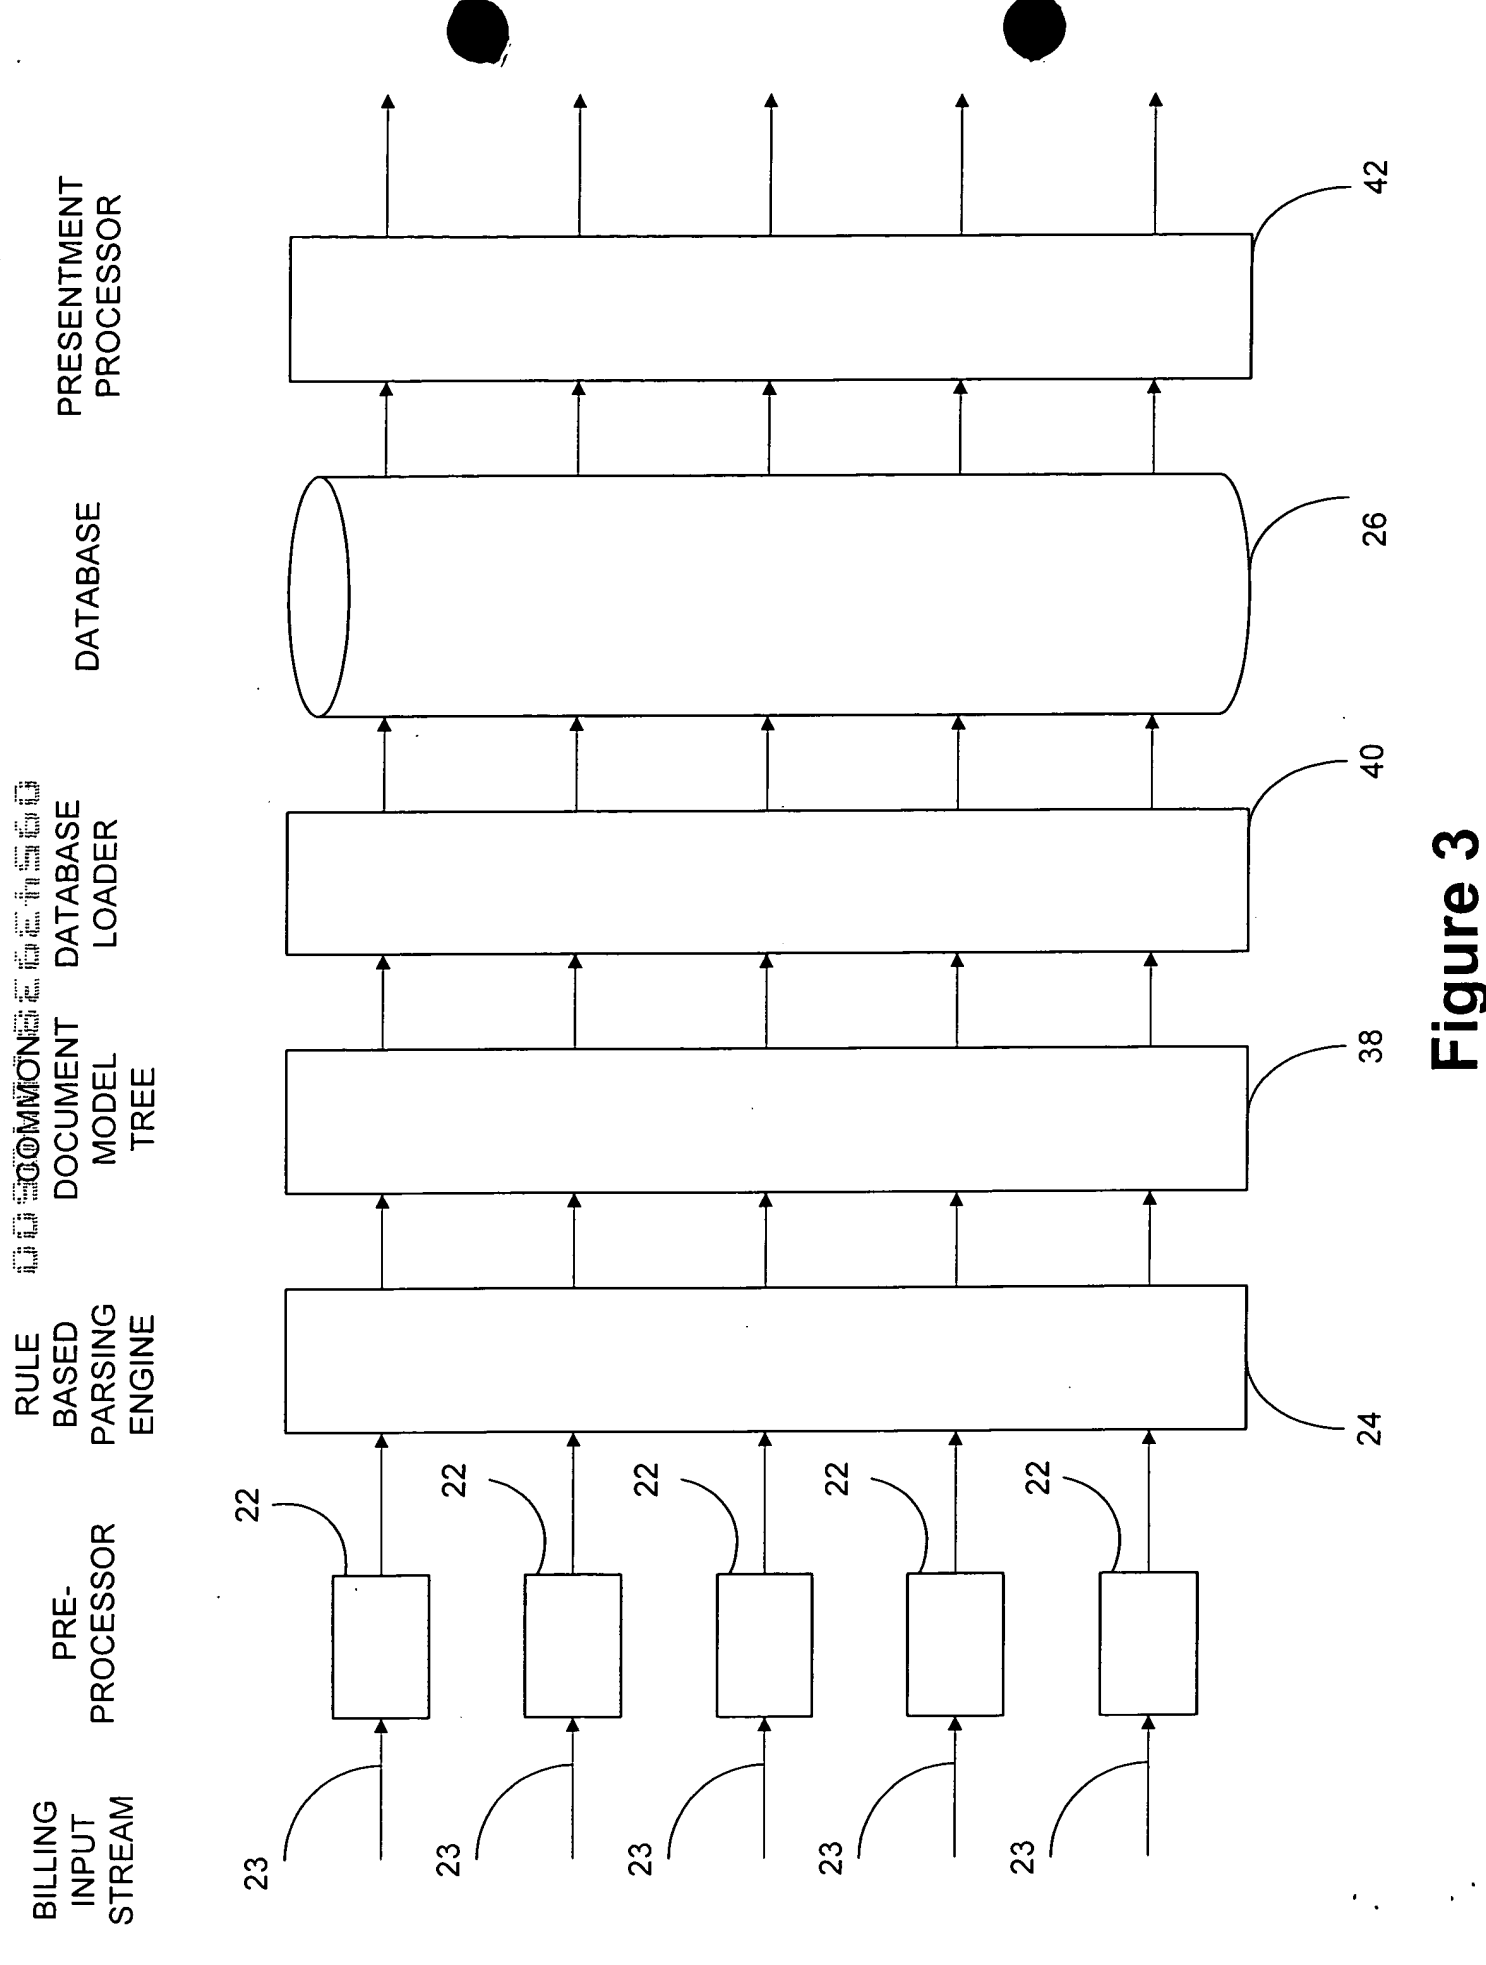 BILLING
INPUT
STREAM
PRE-
PROCESSOR
RULE
BASED
PARSING
ENGINE
COMMON
DOCUMENT
MODEL
TREE
DATABASE
LOADER
DATABASE
PRESENTMENT
PROCESSOR
23
22
23
22
23
22
23
22
23
22
24
38
40
26
42
Figure 3